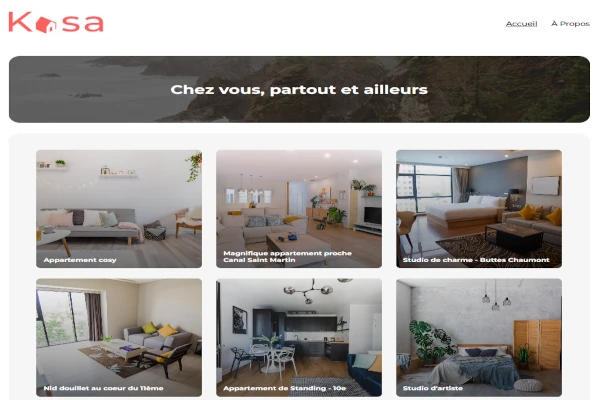 Kasa
Accueil
À Propos
Chez vous, partout et ailleurs
Appartement cosy
Magnifique appartement proche
Canal Saint Martin
Studio de charme - Buttes Chaumont
Nid douillet au coeur du 11ème
Appartement de Standing - 10e
Studio d'artiste